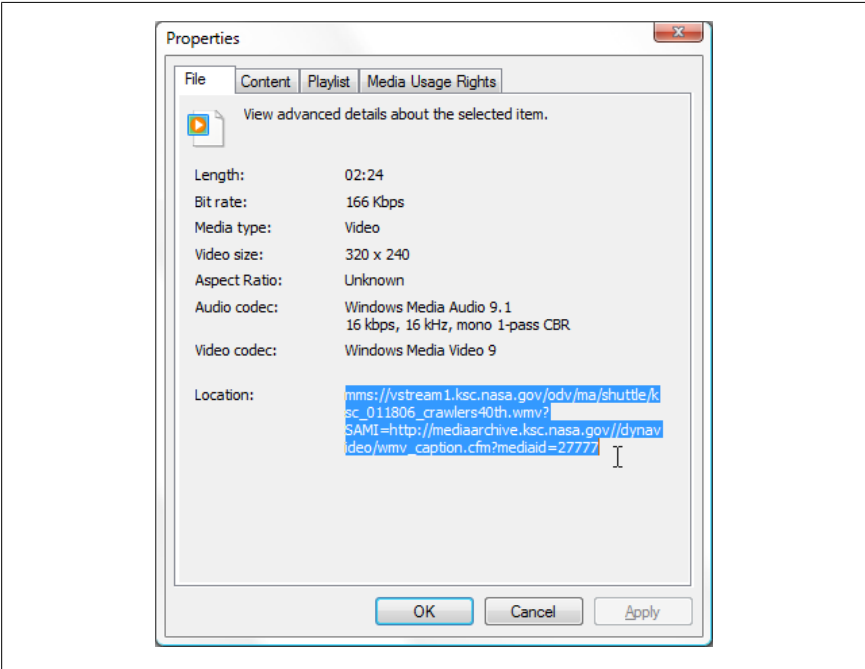 Properties
File Content Playlist Media Usage Rights
View advanced details about the selected item.
Length: 02:24
Bit rate: 166 Kbps
Media type: Video
Video size: 320 x 240
Aspect Ratio: Unknown
Audio codec: Windows Media Audio 9.1
16 kbps, 16 kHz, mono 1-pass CBR
Video codec: Windows Media Video 9
Location: mms://vstream1.ksc.nasa.gov/odv/ma/shuttle/k
sc_011806_crawlers40th.wmv?
SAMI=http://mediaarchive.ksc.nasa.gov//dynav
ideo/wmv_caption.cfm?mediaid=27777
OK Cancel Apply